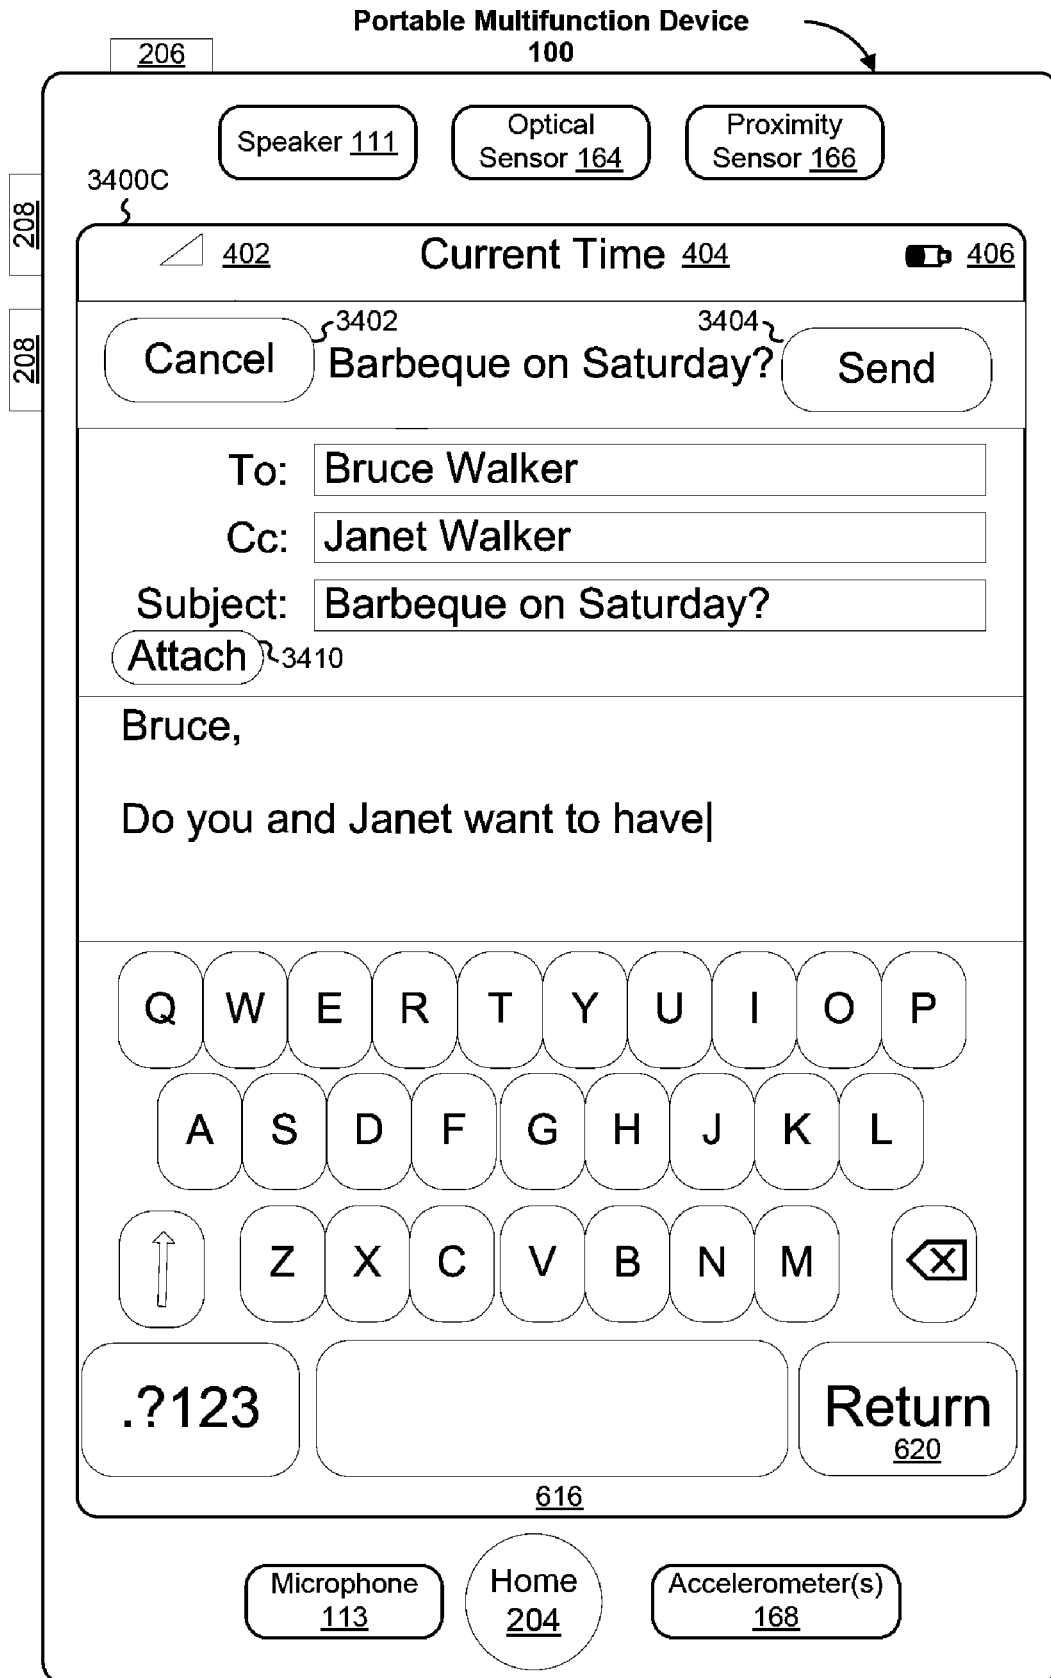 Portable Multifunction Device
100
206
Speaker 111
Optical
Sensor 164
Proximity
Sensor 166
3400C
208
208
402
Current Time 404
406
Cancel
3402
Barbeque on Saturday?
3404
Send
To: Bruce Walker
Cc: Janet Walker
Subject: Barbeque on Saturday?
Attach
3410
Bruce,
Do you and Janet want to have
Q W E R T Y U I O P
A S D F G H J K L
Z X C V B N M
.?123
Return
620
616
Microphone
113
Home
204
Accelerometer(s)
168